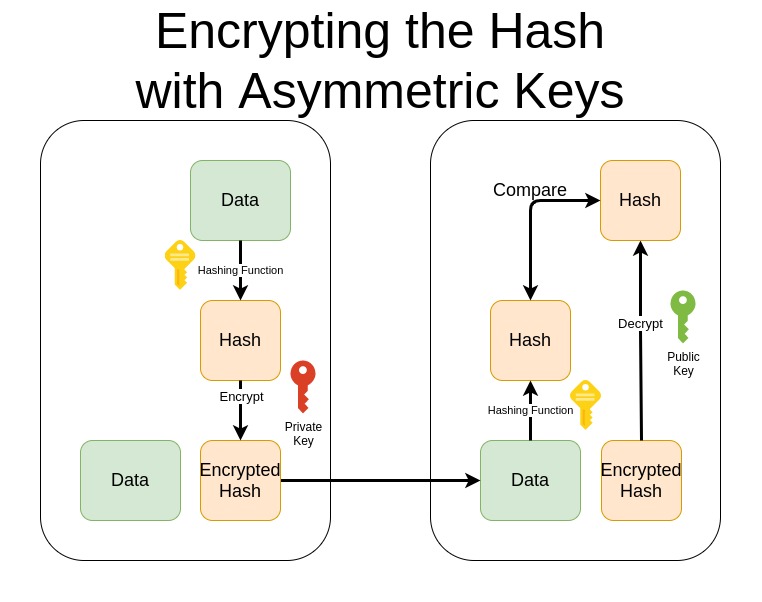 Encrypting the Hash
with Asymmetric Keys
Data
Hashing Function
Hash
Encrypt
Private
Key
Data
Encrypted
Hash
Compare
Hash
Decrypt
Public
Key
Hash
Hashing Function
Data
Encrypted
Hash